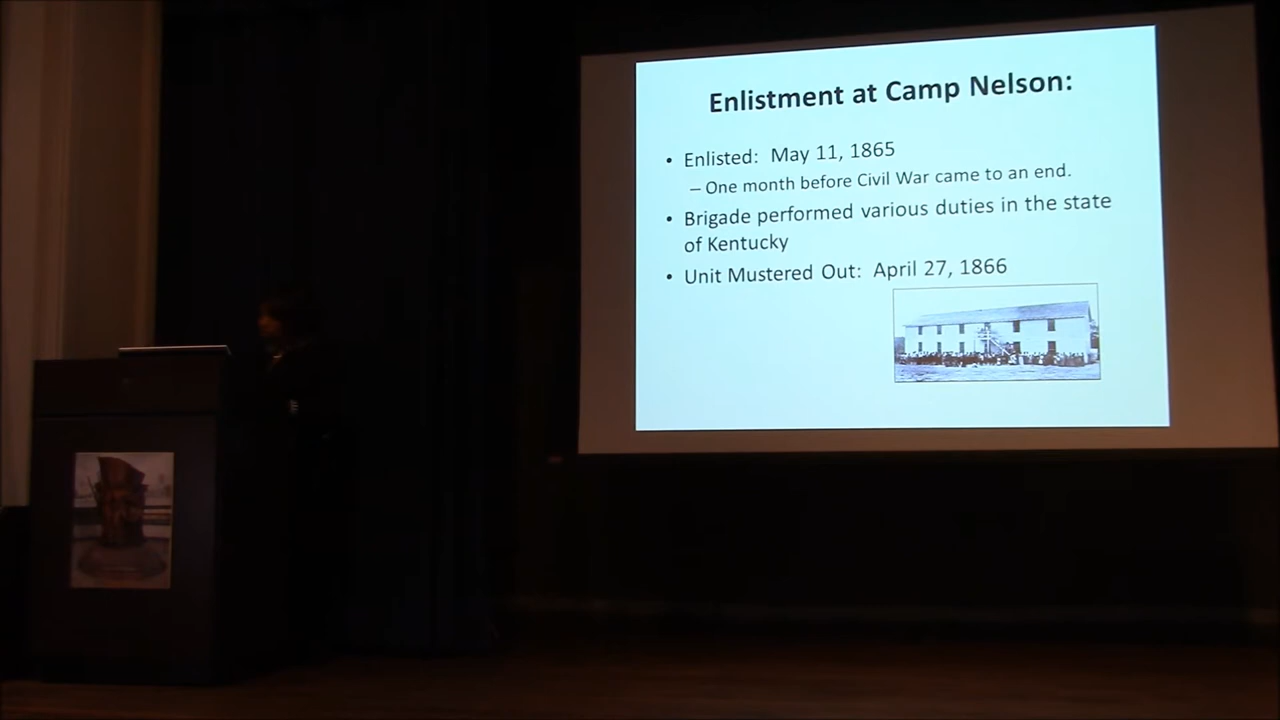 Enlistment at Camp Nelson:
• Enlisted: May 11, 1865
– One month before Civil War came to an end.
• Brigade performed various duties in the state
of Kentucky
• Unit Mustered Out: April 27, 1866